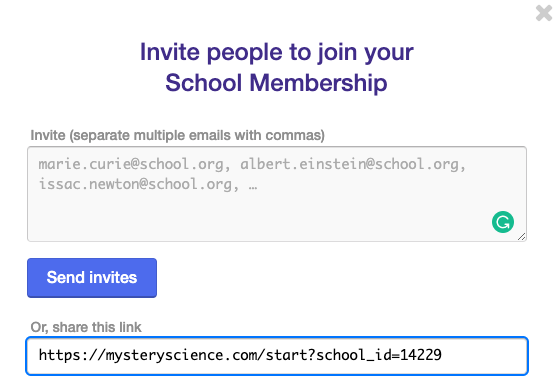 Invite people to join your
School Membership
Invite (separate multiple emails with commas)
marie.curie@school.org, albert.einstein@school.org,
issac.newton@school.org, …
Send invites
Or, share this link
https://mysteryscience.com/start?school_id=14229